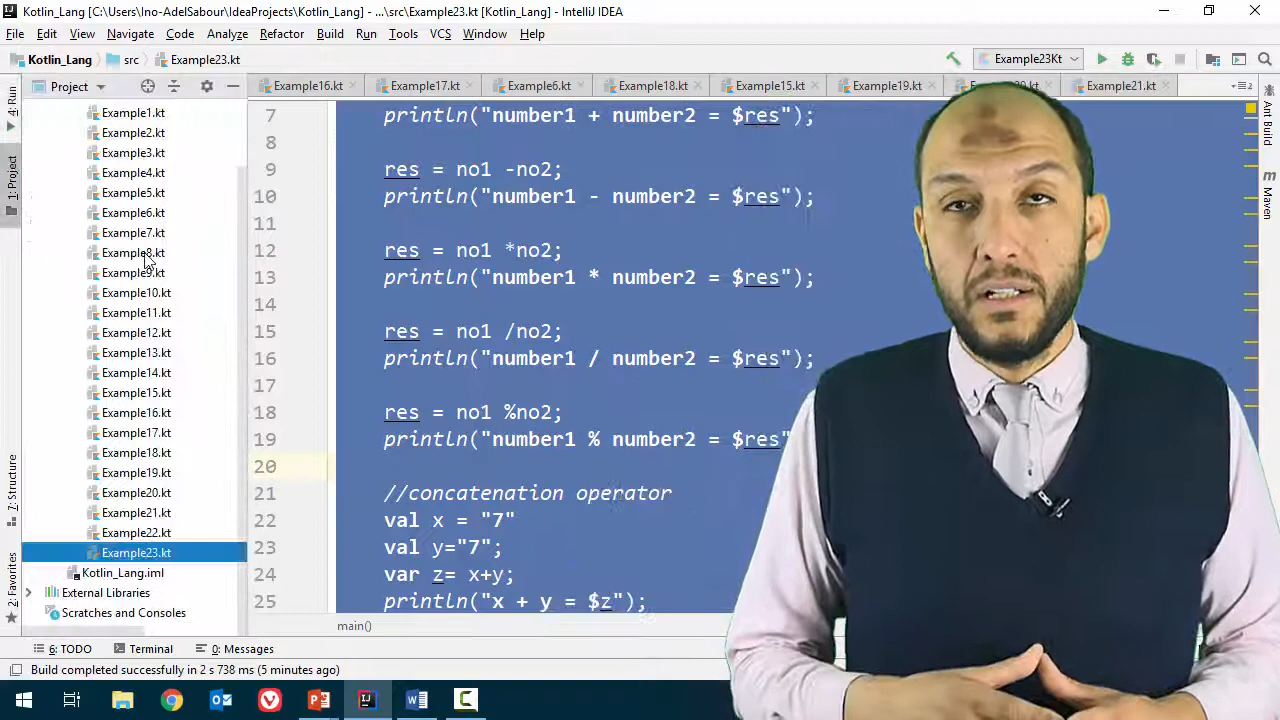 Kotlin_Lang [C:\Users\Ino-AdelSabour\IdeaProjects\Kotlin_Lang] - ...\src\Example23.kt [Kotlin_Lang] - IntelliJ IDEA
File Edit View Navigate Code Analyze Refactor Build Run Tools VCS Window Help
Kotlin_Lang src Example23.kt Example23Kt
Project Example16.kt Example17.kt Example6.kt Example18.kt Example15.kt Example19.kt Example21.kt
4: Run
1: Project
7: Structure
2: Favorites
Example1.kt
Example2.kt
Example3.kt
Example4.kt
Example5.kt
Example6.kt
Example7.kt
Example8.kt
Example9.kt
Example10.kt
Example11.kt
Example12.kt
Example13.kt
Example14.kt
Example15.kt
Example16.kt
Example17.kt
Example18.kt
Example19.kt
Example20.kt
Example21.kt
Example22.kt
Example23.kt
Kotlin_Lang.iml
External Libraries
Scratches and Consoles
7 println("number1 + number2 = $res");
8
9 res = no1 -no2;
10 println("number1 - number2 = $res");
11
12 res = no1 *no2;
13 println("number1 * number2 = $res");
14
15 res = no1 /no2;
16 println("number1 / number2 = $res");
17
18 res = no1 %no2;
19 println("number1 % number2 = $res"
20
21 //concatenation operator
22 val x = "7"
23 val y="7";
24 var z= x+y;
25 println("x + y = $z");
main()
Ant Build
m Maven
6: TODO Terminal 0: Messages
Build completed successfully in 2 s 738 ms (5 minutes ago)